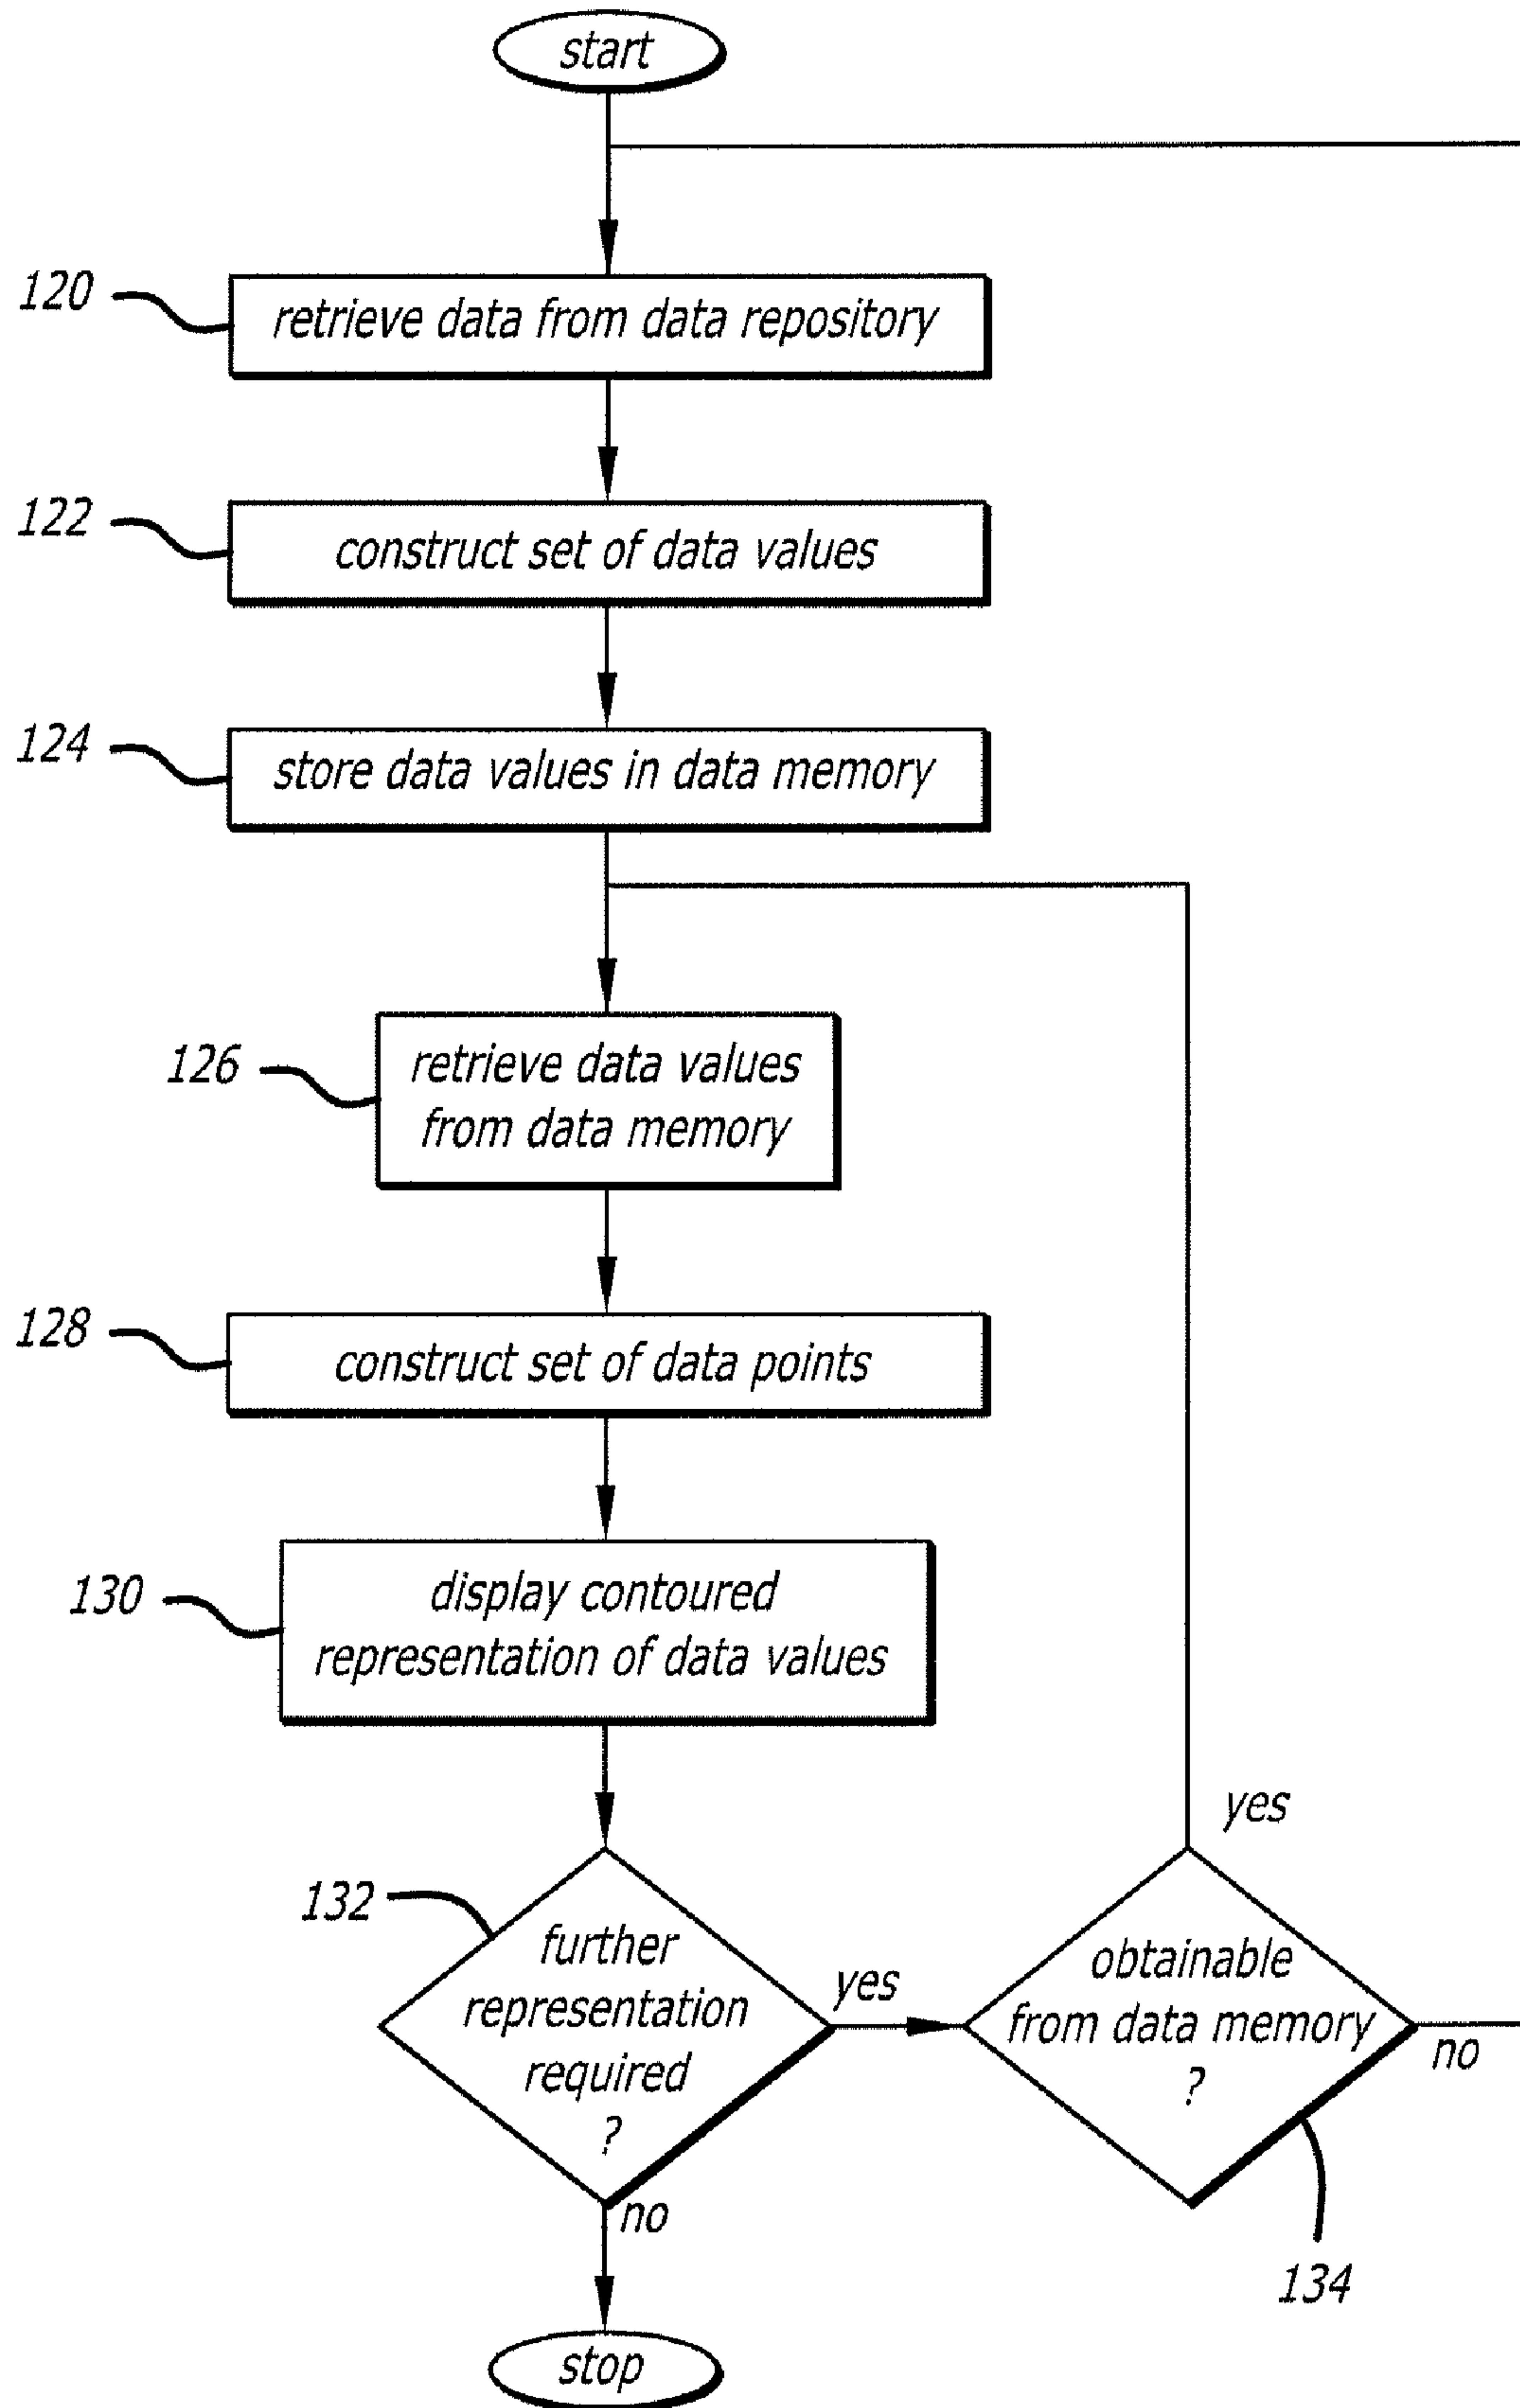 start
120
retrieve data from data repository
122
construct set of data values
124
store data values in data memory
126
retrieve data values
from data memory
128
construct set of data points
130
display contoured
representation of data values
132
further
representation
required
?
yes
no
yes
obtainable
from data memory
?
no
134
stop